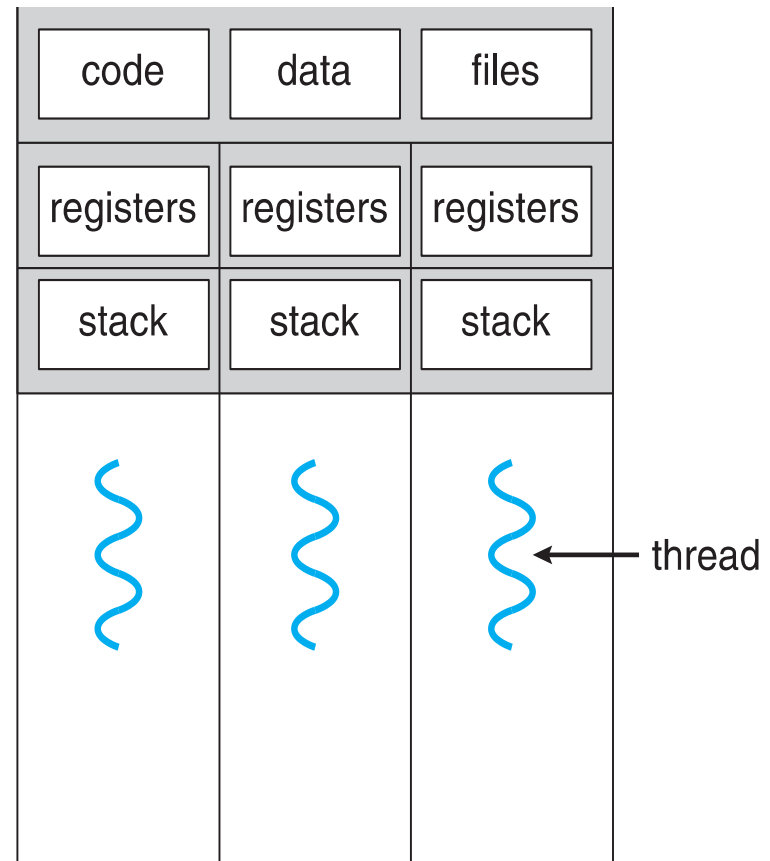 code data files
registers registers registers
stack stack stack
thread